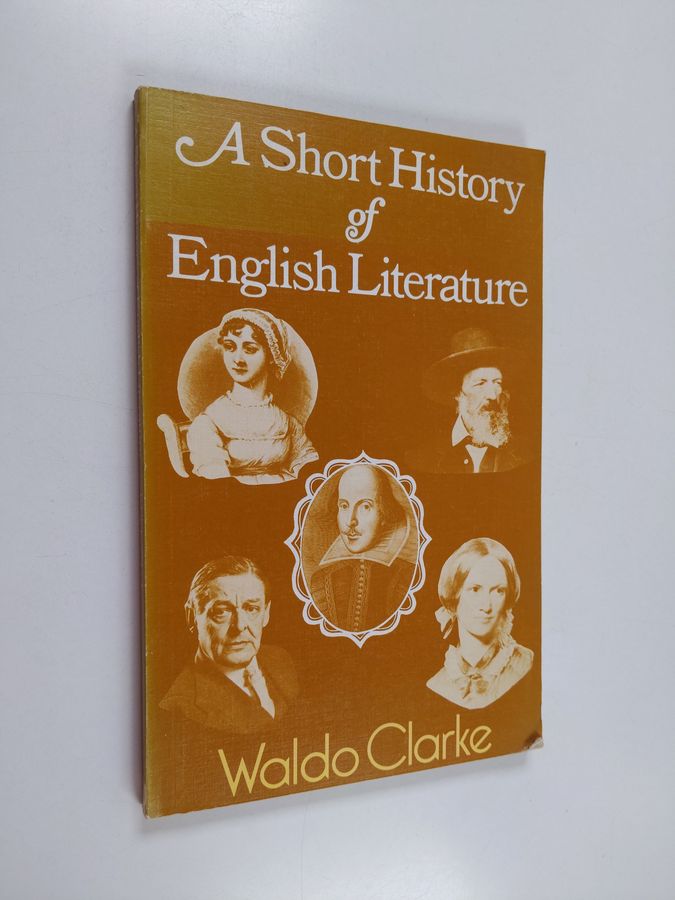 A Short History
of
English Literature
Waldo Clarke